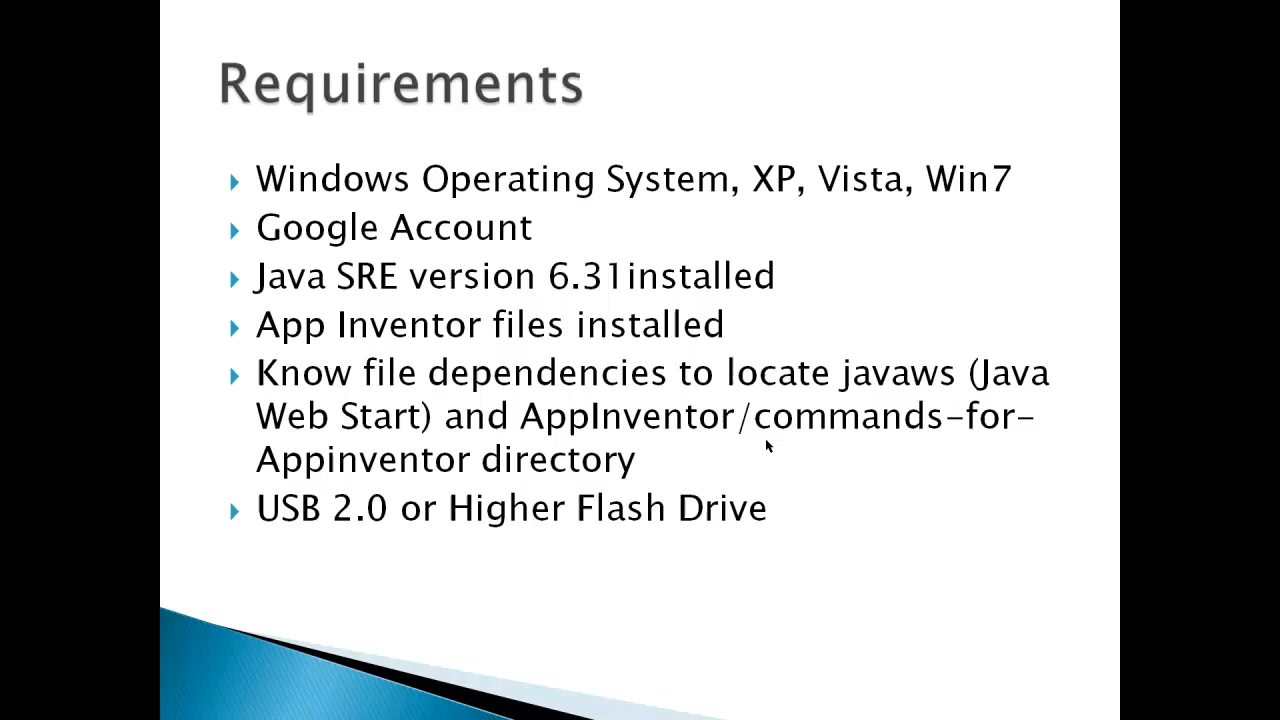 Requirements
Windows Operating System, XP, Vista, Win7
Google Account
Java SRE version 6.31installed
App Inventor files installed
Know file dependencies to locate javaws (Java
Web Start) and AppInventor/commands-for-
Appinventor directory
USB 2.0 or Higher Flash Drive